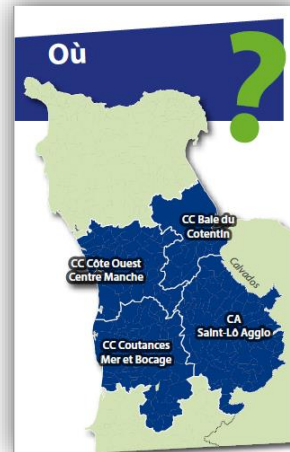 Où
?
CC Baie du
Cotentin
CC Côte Ouest
Centre Manche
Calvados
CA
Saint-Lô Agglo
CC Coutances
Mer et Bocage